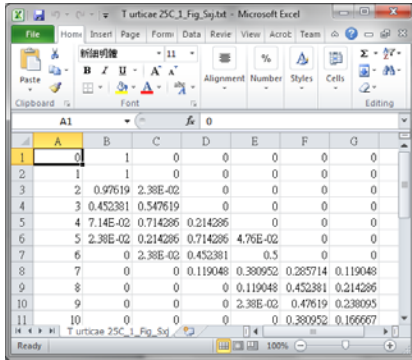 T urticae 25C_1_Fig_Sxj.txt - Microsoft Excel
File Home Insert Page Form Data Revie View Acrol Team
Paste
新細明體 11
B I U A A
Alignment Number Styles Cells
Clipboard Font Editing
A1 fx 0
A B C D E F G
1 0 1 0 0 0 0 0
2 1 1 0 0 0 0 0
3 2 0.97619 2.38E-02 0 0 0 0
4 3 0.452381 0.547619 0 0 0 0
5 4 7.14E-02 0.714286 0.214286 0 0 0
6 5 2.38E-02 0.214286 0.714286 4.76E-02 0 0
7 6 0 2.38E-02 0.452381 0.5 0 0
8 7 0 0 0.119048 0.380952 0.285714 0.119048
9 8 0 0 0 0.119048 0.452381 0.214286
10 9 0 0 0 2.38E-02 0.47619 0.238095
11 10 0 0 0 0 0.380952 0.166667
T urticae 25C_1_Fig_Sxj
Ready 100%